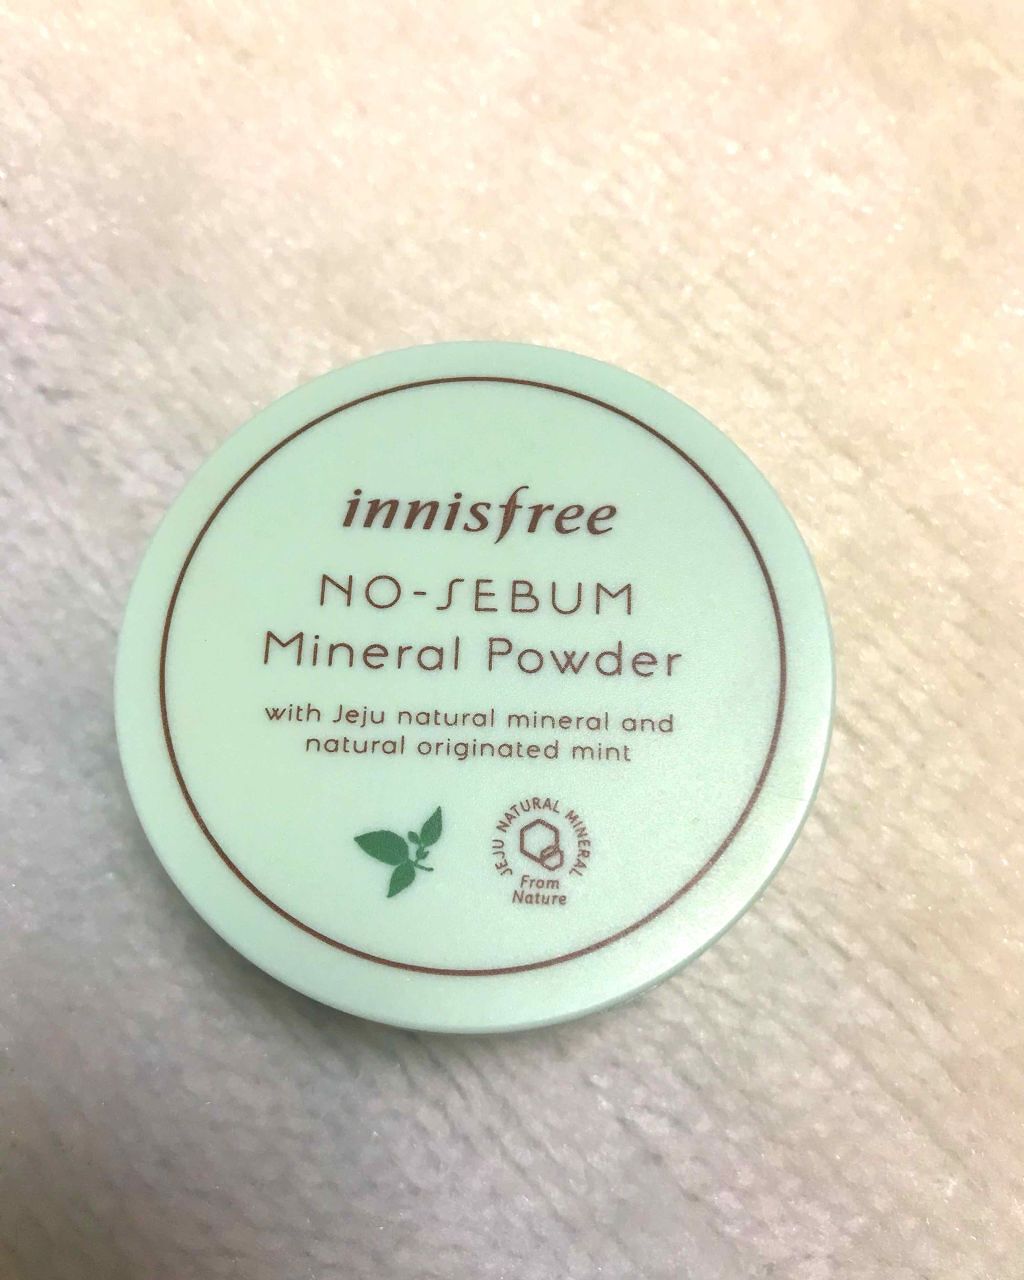 innisfree
NO-SEBUM
Mineral Powder
with Jeju natural mineral and
natural originated mint
JEJU NATURAL MINERAL
From
Nature